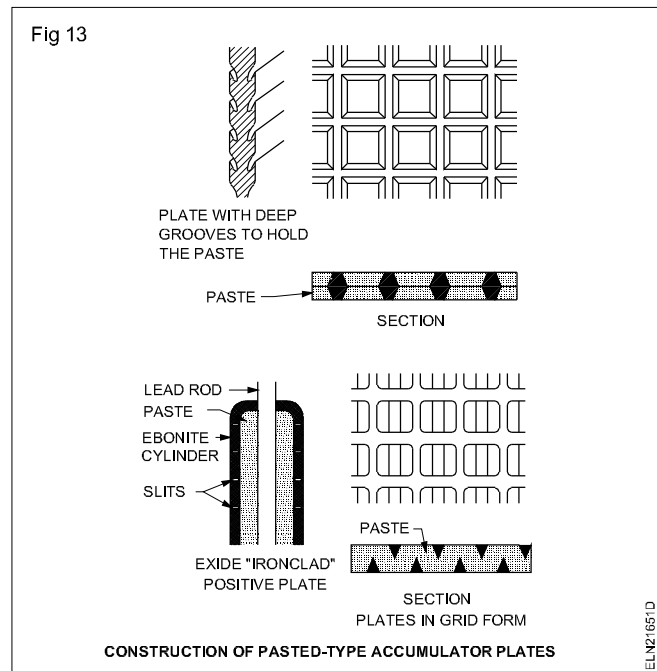 Fig 13
PLATE WITH DEEP
GROOVES TO HOLD
THE PASTE
PASTE
SECTION
LEAD ROD
PASTE
EBONITE
CYLINDER
SLITS
EXIDE "IRONCLAD"
POSITIVE PLATE
PASTE
SECTION
PLATES IN GRID FORM
CONSTRUCTION OF PASTED-TYPE ACCUMULATOR PLATES
ELN21651D